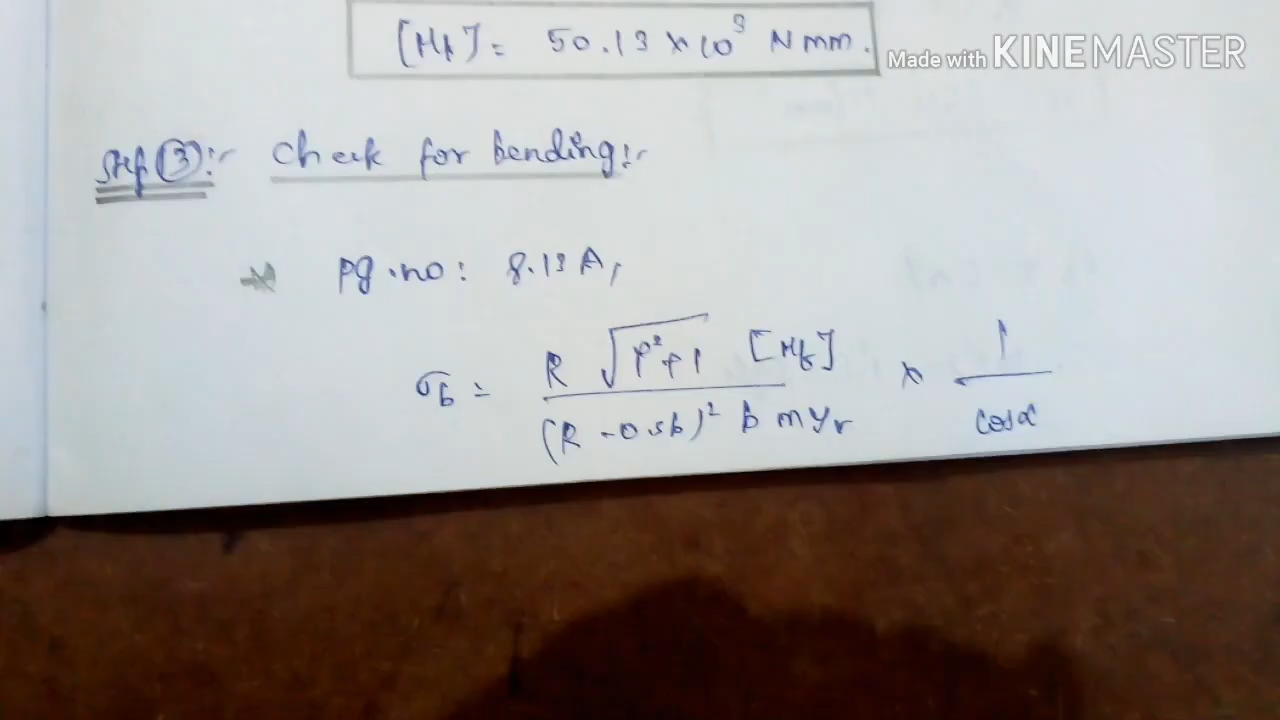 [Mt] = 50.13 × 10³ N mm.
Made with KINEMASTER
Step (3):- Check for bending:-
Pg.no: 8.13A,
σb = R √i²+1 [Mt] / (R - 0.5b)² b m yr × 1 / cosα